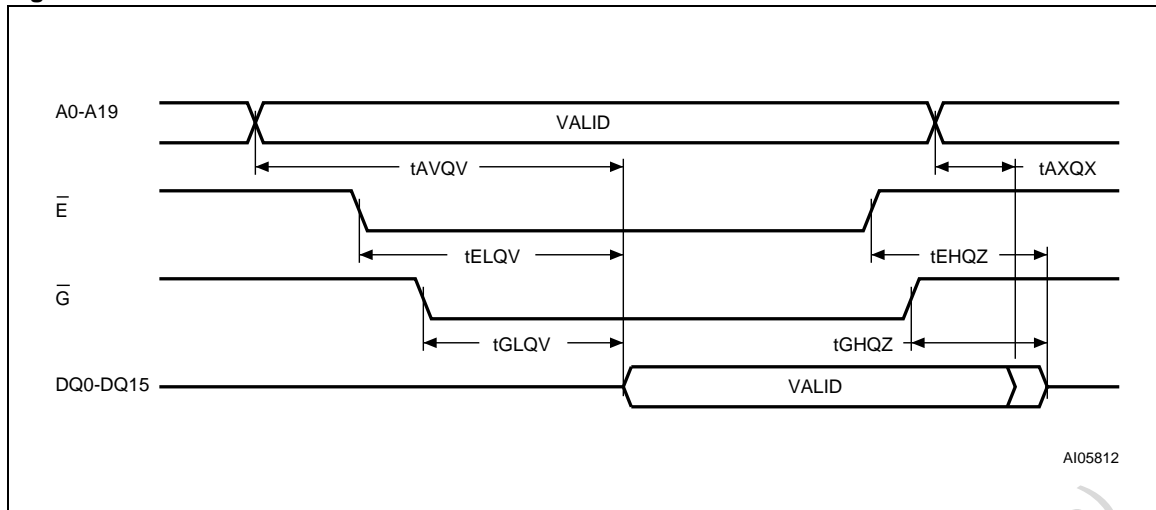 A0-A19
VALID
tAVQV
tAXQX
E̅
tELQV
tEHQZ
G̅
tGLQV
tGHQZ
DQ0-DQ15
VALID
AI05812